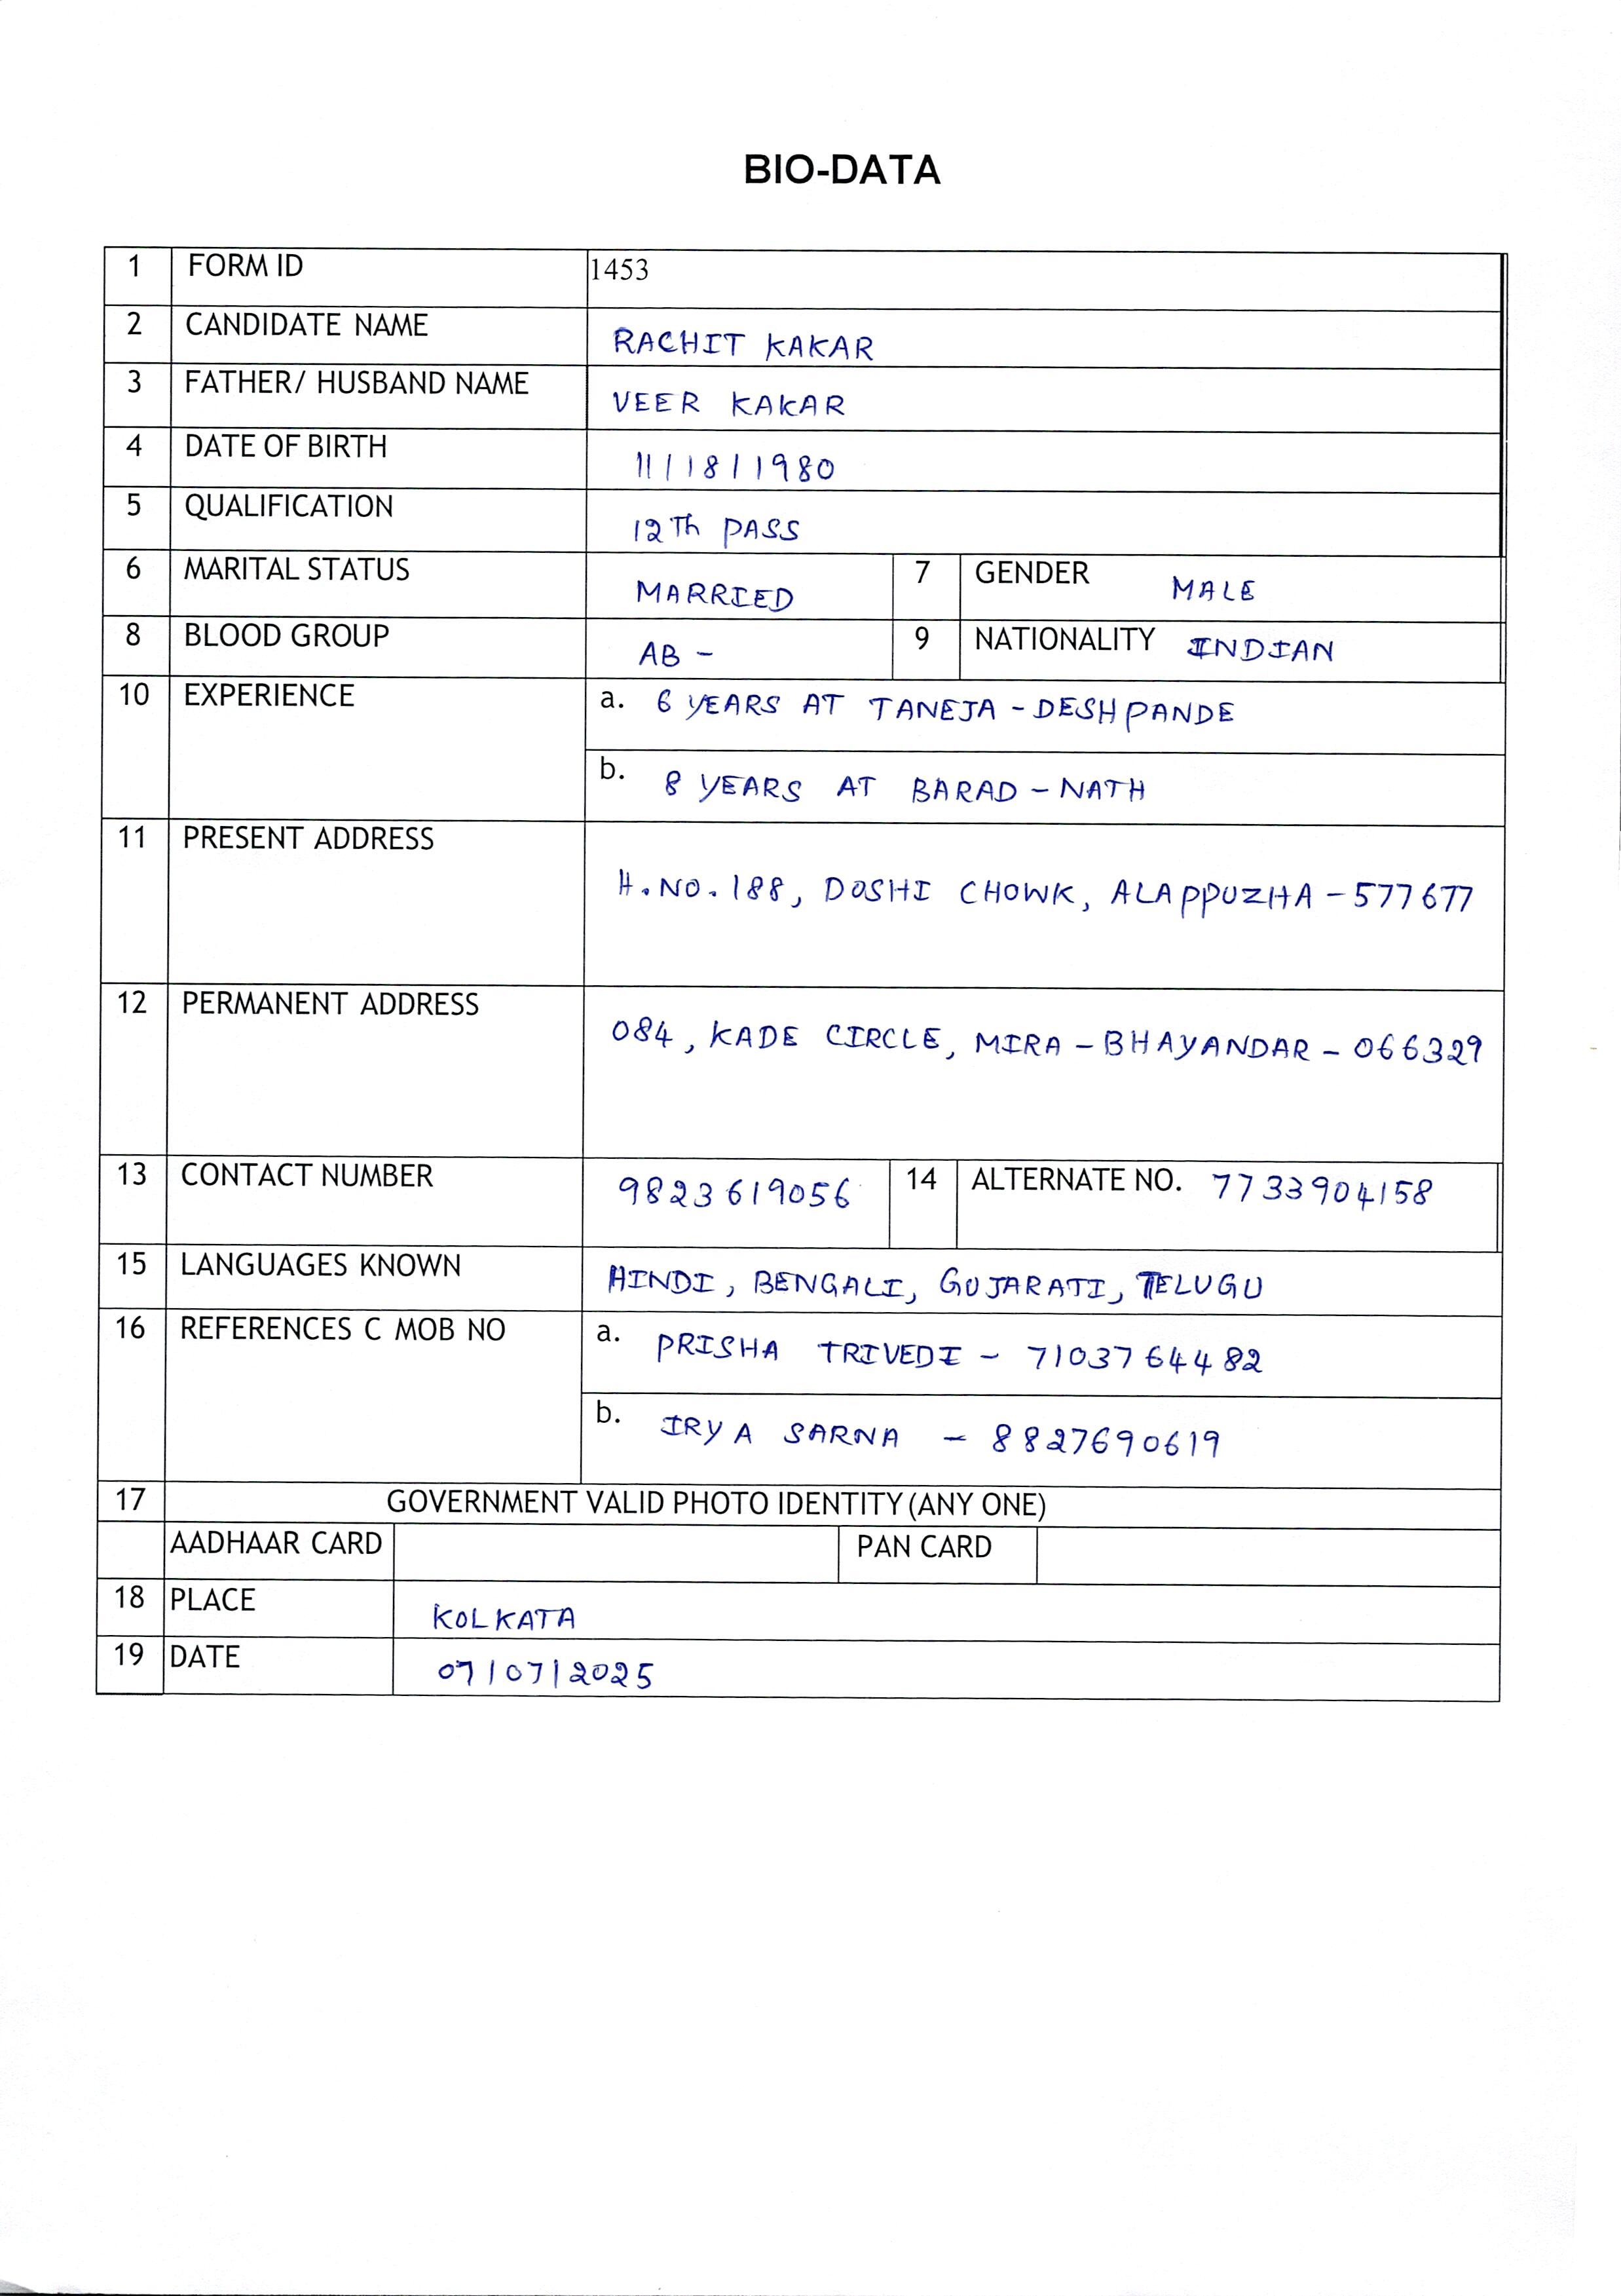 BIO-DATA
1 FORM ID 1453
2 CANDIDATE NAME RACHIT KAKAR
3 FATHER/ HUSBAND NAME VEER KAKAR
4 DATE OF BIRTH 11/18/1980
5 QUALIFICATION 12Th PASS
6 MARITAL STATUS MARRIED 7 GENDER MALE
8 BLOOD GROUP AB - 9 NATIONALITY INDIAN
10 EXPERIENCE a. 6 YEARS AT TANEJA - DESHPANDE
b. 8 YEARS AT BARAD - NATH
11 PRESENT ADDRESS
H.NO. 188, DOSHI CHOWK, ALAPPUZHA - 577677
12 PERMANENT ADDRESS
084, KADE CIRCLE, MIRA - BHAYANDAR - 066329
13 CONTACT NUMBER 9823619056 14 ALTERNATE NO. 7733904158
15 LANGUAGES KNOWN HINDI, BENGALI, GUJARATI, TELUGU
16 REFERENCES C MOB NO a. PRISHA TRIVEDI - 7103764482
b. IRYA SARNA - 8827690619
17 GOVERNMENT VALID PHOTO IDENTITY (ANY ONE)
AADHAAR CARD PAN CARD
18 PLACE KOLKATA
19 DATE 07/07/2025